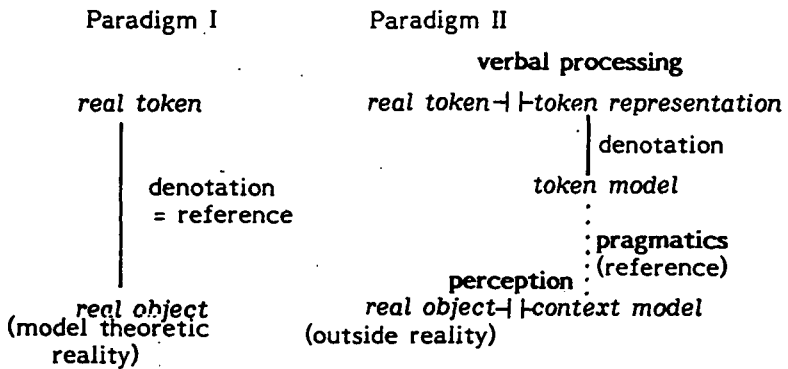 Paradigm I
Paradigm II
verbal processing
real token
real token⊣ ⊢token representation
denotation
= reference
denotation
token model
pragmatics
(reference)
perception
real object
(model theoretic
reality)
real object⊣ ⊢context model
(outside reality)